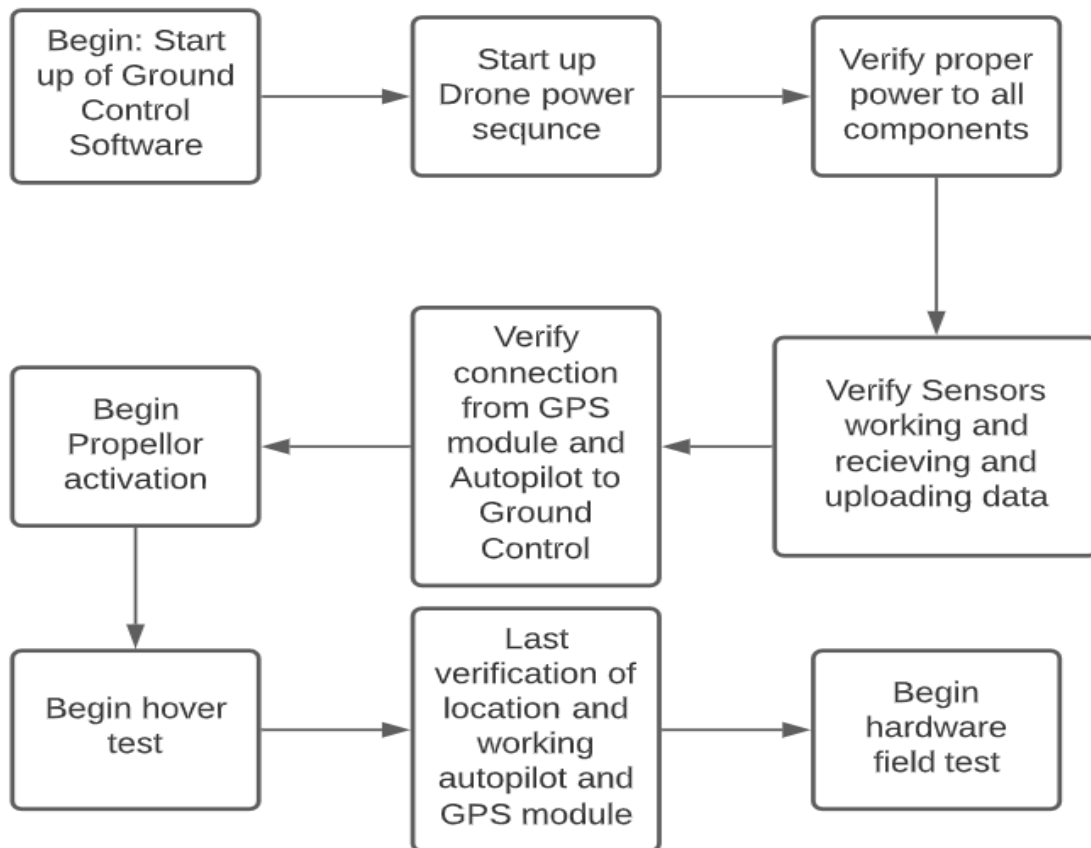 Begin: Start
up of Ground
Control
Software
Start up
Drone power
sequnce
Verify proper
power to all
components
Verify Sensors
working and
recieving and
uploading data
Verify
connection
from GPS
module and
Autopilot to
Ground
Control
Begin
Propellor
activation
Begin hover
test
Last
verification of
location and
working
autopilot and
GPS module
Begin
hardware
field test